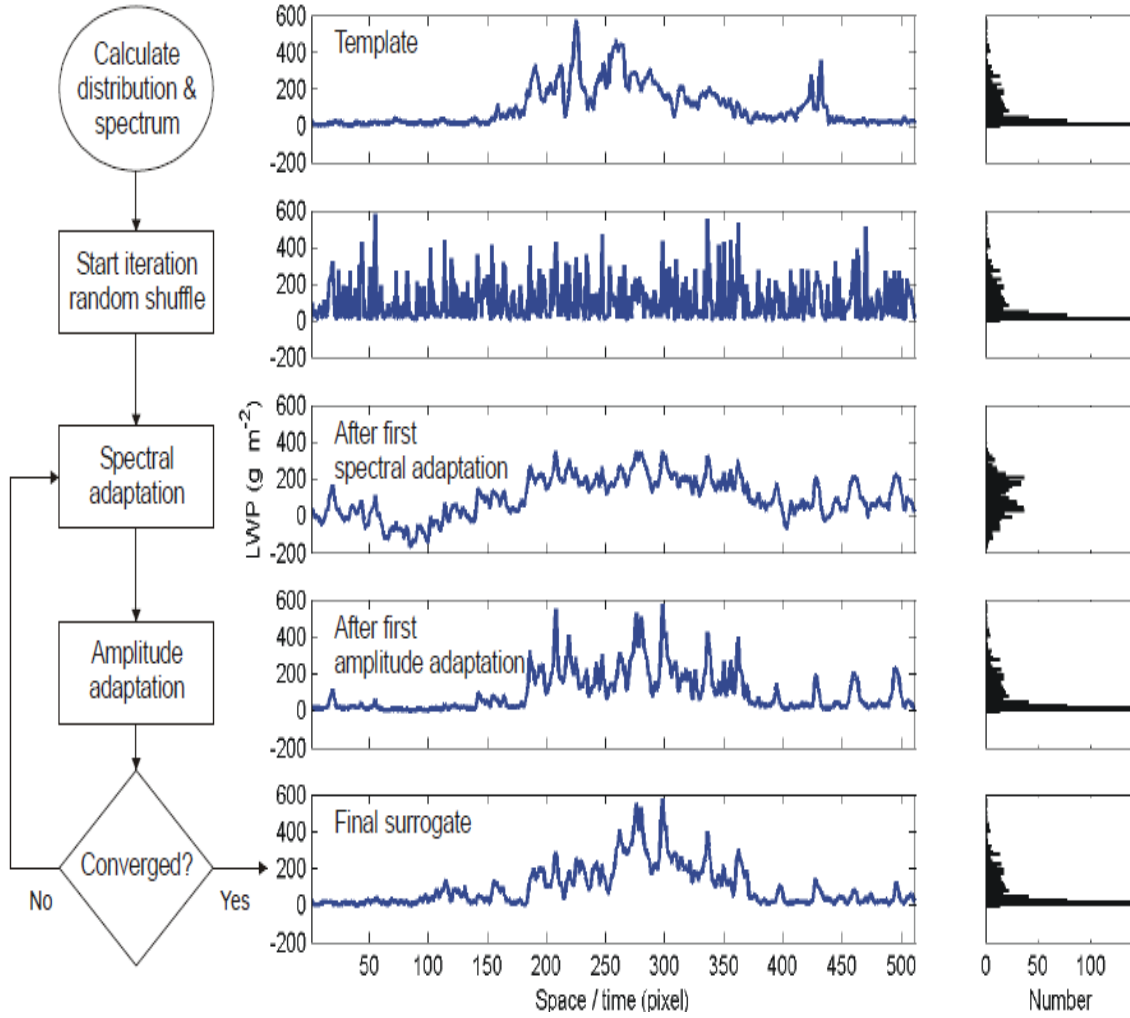 Calculate
distribution &
spectrum
Start iteration
random shuffle
Spectral
adaptation
Amplitude
adaptation
Converged?
No
Yes
LWP (g m-2)
600
400
200
0
-200
Template
600
400
200
0
-200
600
400
200
0
-200
After first
spectral adaptation
600
400
200
0
-200
After first
amplitude adaptation
600
400
200
0
-200
Final surrogate
50 100 150 200 250 300 350 400 450 500
Space / time (pixel)
0 50 100
Number